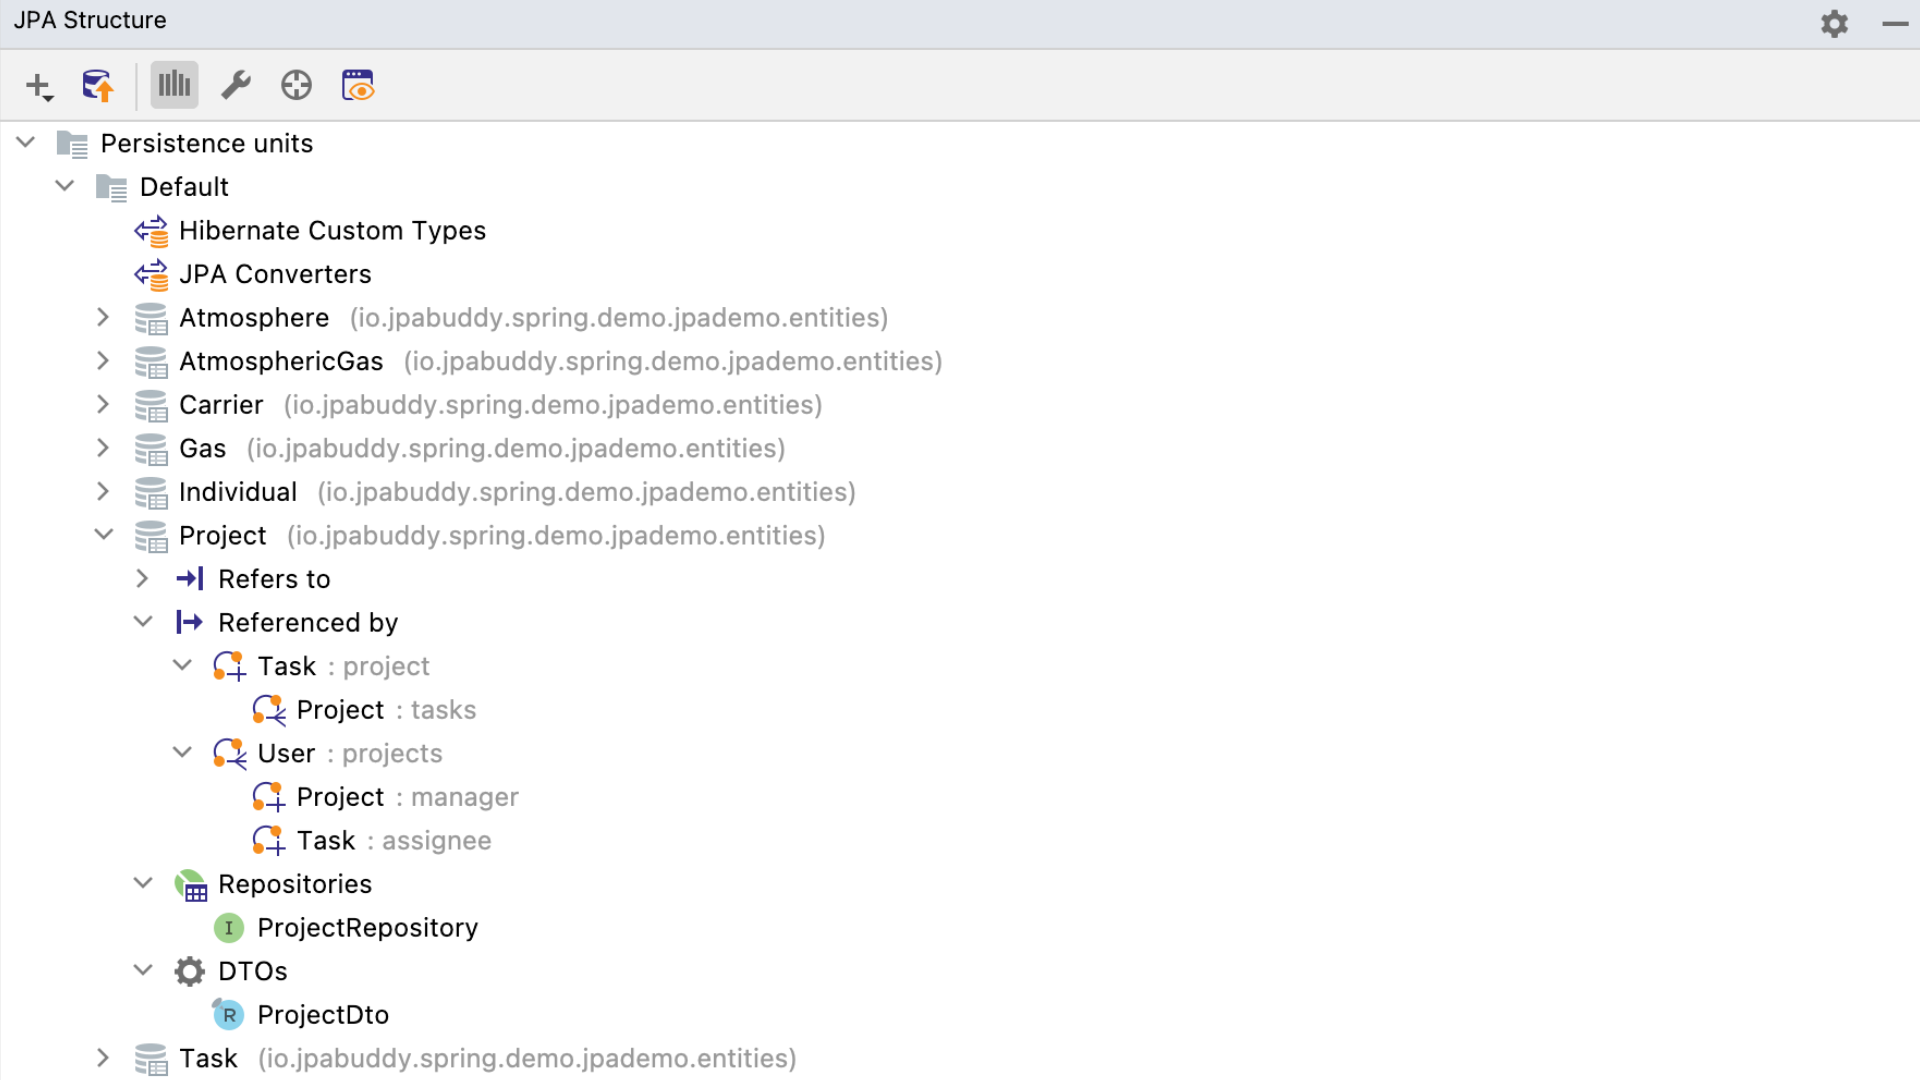 JPA Structure
Persistence units
Default
Hibernate Custom Types
JPA Converters
Atmosphere (io.jpabuddy.spring.demo.jpademo.entities)
AtmosphericGas (io.jpabuddy.spring.demo.jpademo.entities)
Carrier (io.jpabuddy.spring.demo.jpademo.entities)
Gas (io.jpabuddy.spring.demo.jpademo.entities)
Individual (io.jpabuddy.spring.demo.jpademo.entities)
Project (io.jpabuddy.spring.demo.jpademo.entities)
Refers to
Referenced by
Task : project
Project : tasks
User : projects
Project : manager
Task : assignee
Repositories
I ProjectRepository
DTOs
R ProjectDto
Task (io.jpabuddy.spring.demo.jpademo.entities)